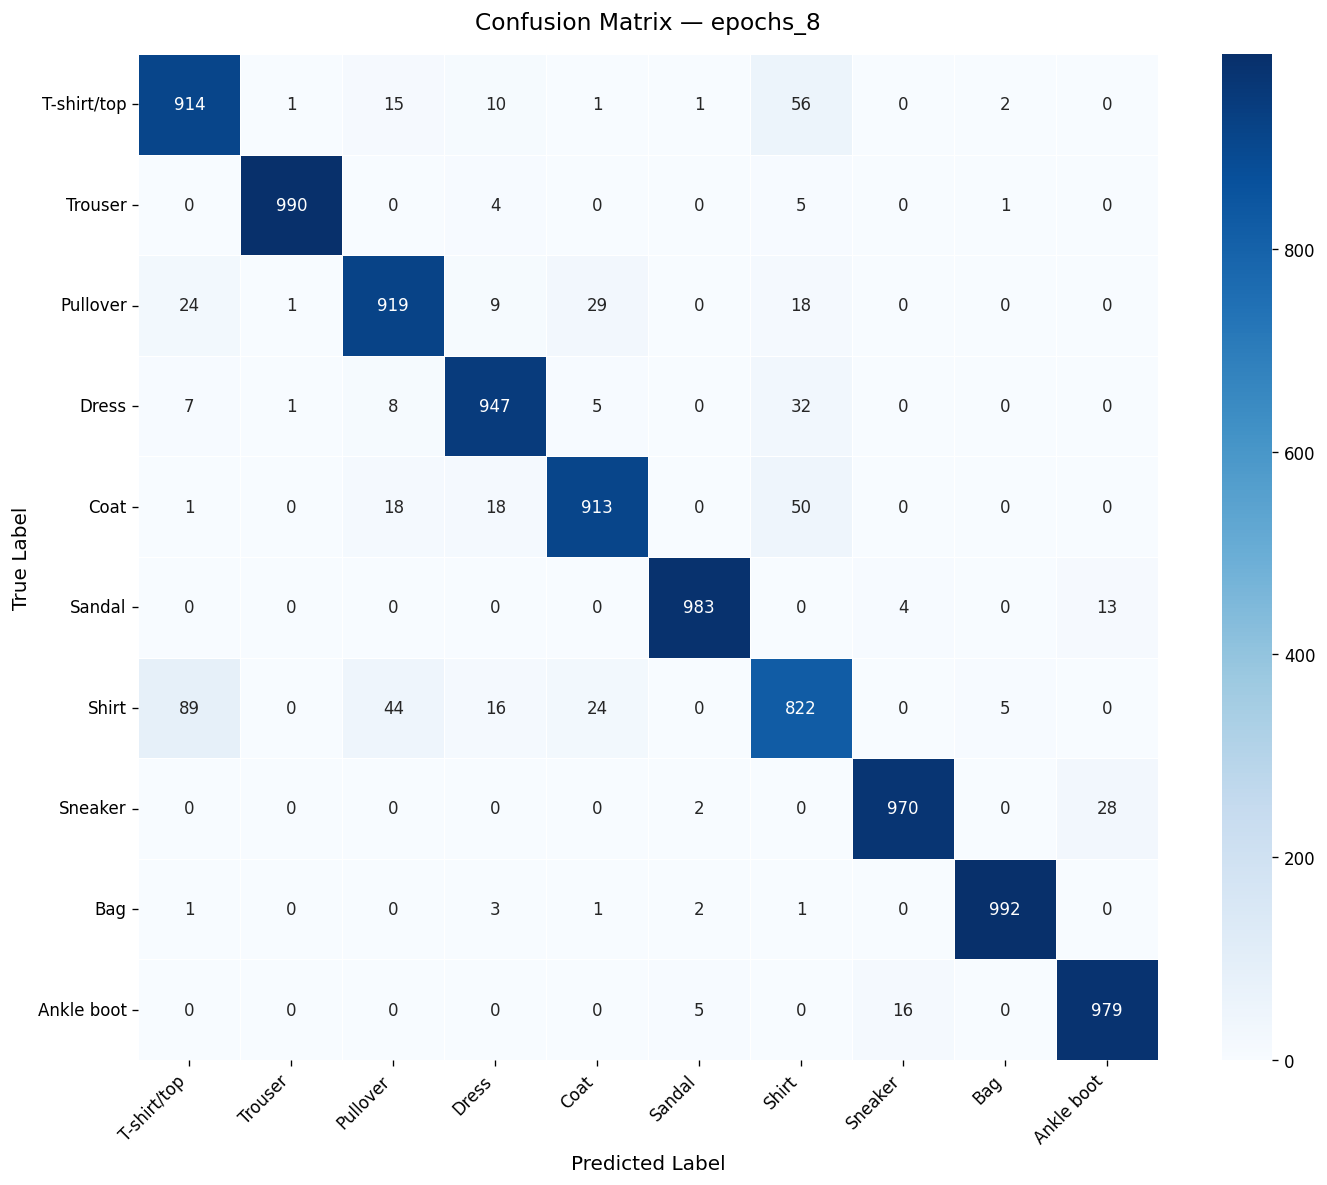 Confusion Matrix — epochs_8
T-shirt/top 914 1 15 10 1 1 56 0 2 0
Trouser 0 990 0 4 0 0 5 0 1 0
Pullover 24 1 919 9 29 0 18 0 0 0
Dress 7 1 8 947 5 0 32 0 0 0
Coat 1 0 18 18 913 0 50 0 0 0
Sandal 0 0 0 0 0 983 0 4 0 13
Shirt 89 0 44 16 24 0 822 0 5 0
Sneaker 0 0 0 0 0 2 0 970 0 28
Bag 1 0 0 3 1 2 1 0 992 0
Ankle boot 0 0 0 0 0 5 0 16 0 979
T-shirt/top Trouser Pullover Dress Coat Sandal Shirt Sneaker Bag Ankle boot
Predicted Label
True Label
800
600
400
200
0